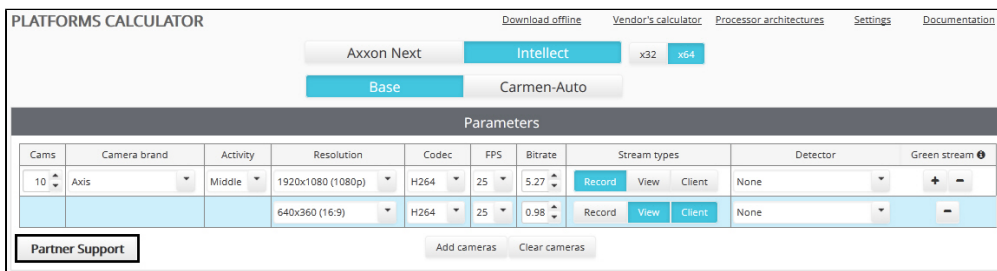 PLATFORMS CALCULATOR Download offline Vendor's calculator Processor architectures Settings Documentation
Axxon Next Intellect x32 x64
Base Carmen-Auto
Parameters
Cams Camera brand Activity Resolution Codec FPS Bitrate Stream types Detector Green stream
10 Axis Middle 1920x1080 (1080p) H264 25 5.27 Record View Client None + -
640x360 (16:9) H264 25 0.98 Record View Client None -
Partner Support Add cameras Clear cameras